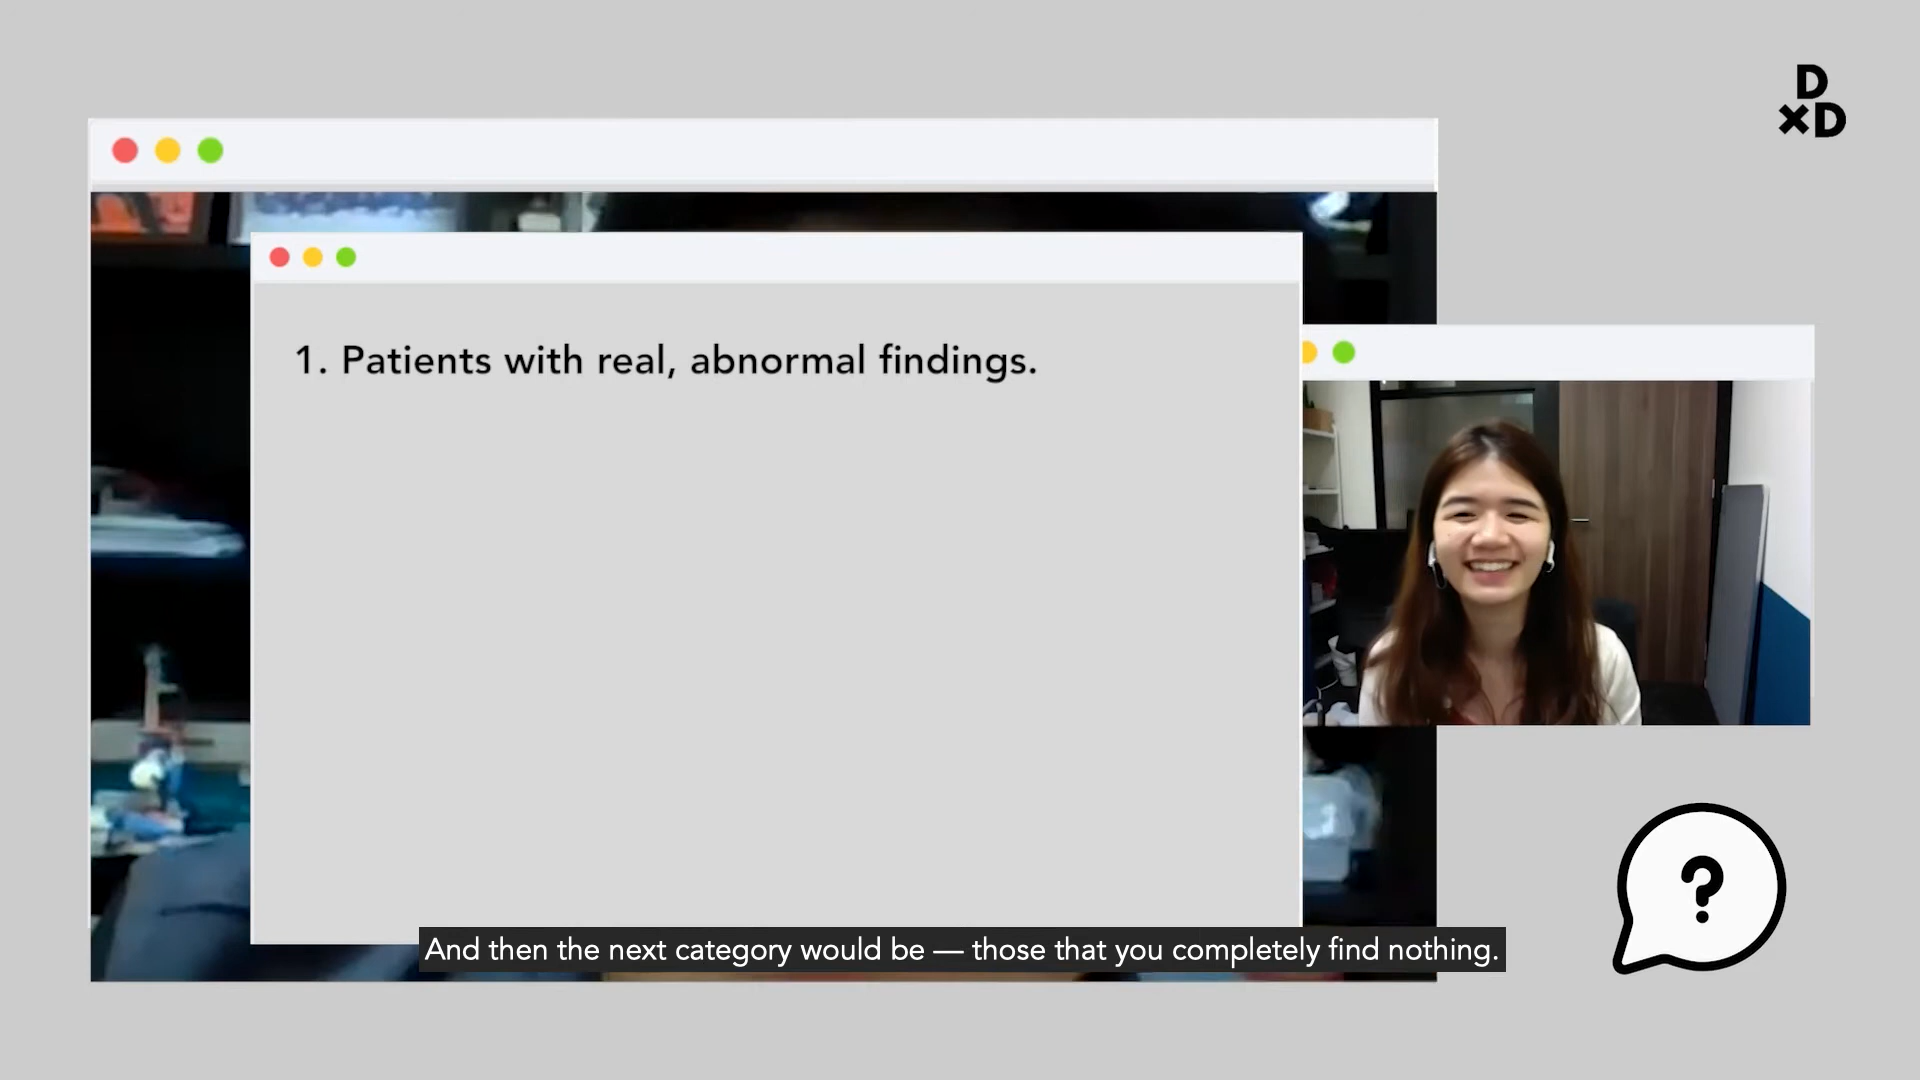 D
xD
1. Patients with real, abnormal findings.
?
And then the next category would be — those that you completely find nothing.